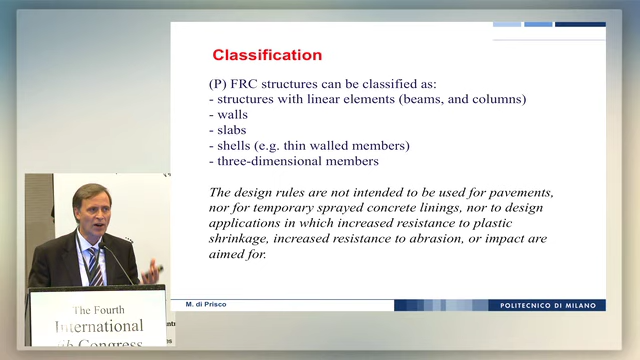 Classification
(P) FRC structures can be classified as:
- structures with linear elements (beams, and columns)
- walls
- slabs
- shells (e.g. thin walled members)
- three-dimensional members
The design rules are not intended to be used for pavements,
nor for temporary sprayed concrete linings, nor to design
applications in which increased resistance to plastic
shrinkage, increased resistance to abrasion, or impact are
aimed for.
M. di Prisco
POLITECNICO DI MILANO
The Fourth
International
Congress